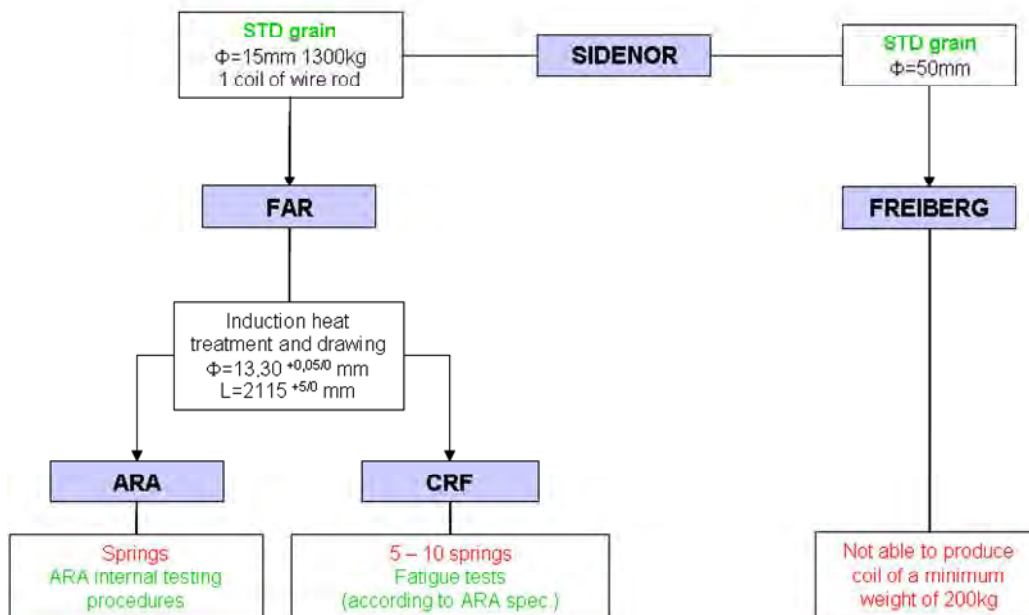 STD grain
Φ=15mm 1300kg
1 coil of wire rod
SIDENOR
STD grain
Φ=50mm
FAR
FREIBERG
Induction heat
treatment and drawing
Φ=13,30 +0,05/0 mm
L=2115 +5/0 mm
ARA
CRF
Springs
ARA internal testing
procedures
5 – 10 springs
Fatigue tests
(according to ARA spec.)
Not able to produce
coil of a minimum
weight of 200kg